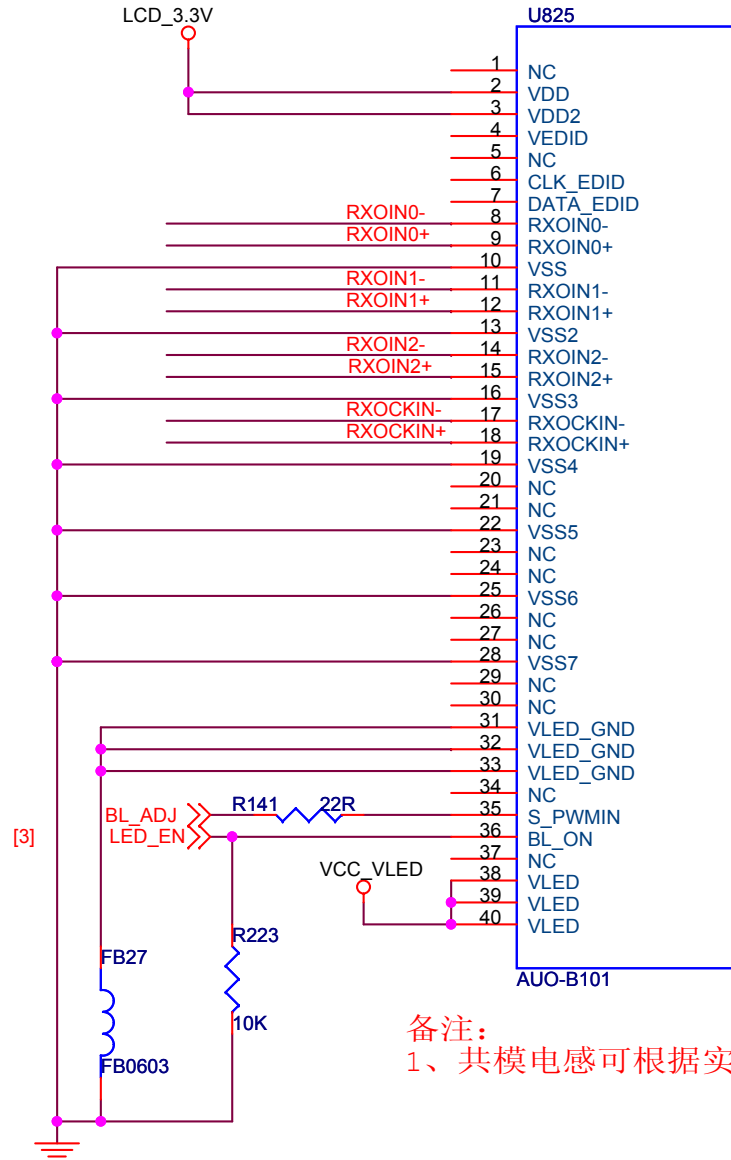 LCD_3.3V
U825
1 NC
2 VDD
3 VDD2
4 VEDID
5 NC
6 CLK_EDID
7 DATA_EDID
RXOIN0- 8 RXOIN0-
RXOIN0+ 9 RXOIN0+
10 VSS
RXOIN1- 11 RXOIN1-
RXOIN1+ 12 RXOIN1+
13 VSS2
RXOIN2- 14 RXOIN2-
RXOIN2+ 15 RXOIN2+
16 VSS3
RXOCKIN- 17 RXOCKIN-
RXOCKIN+ 18 RXOCKIN+
19 VSS4
20 NC
21 NC
22 VSS5
23 NC
24 NC
25 VSS6
26 NC
27 NC
28 VSS7
29 NC
30 NC
31 VLED_GND
32 VLED_GND
33 VLED_GND
34 NC
BL_ADJ R141 22R 35 S_PWMIN
[3] LED_EN 36 BL_ON
37 NC
VCC_VLED 38 VLED
39 VLED
40 VLED
R223
FB27
AUO-B101
10K
FB0603
备注：
1、共模电感可根据实